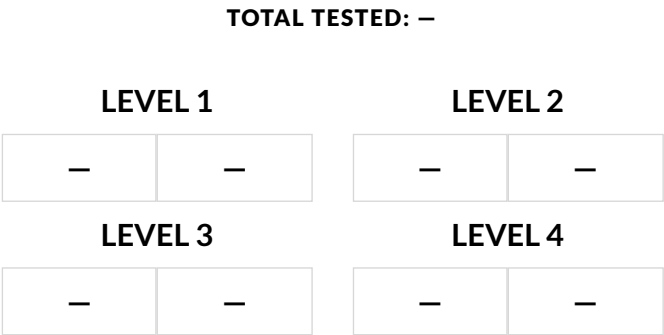 TOTAL TESTED: —
LEVEL 1 LEVEL 2
— — — —
LEVEL 3 LEVEL 4
— — — —